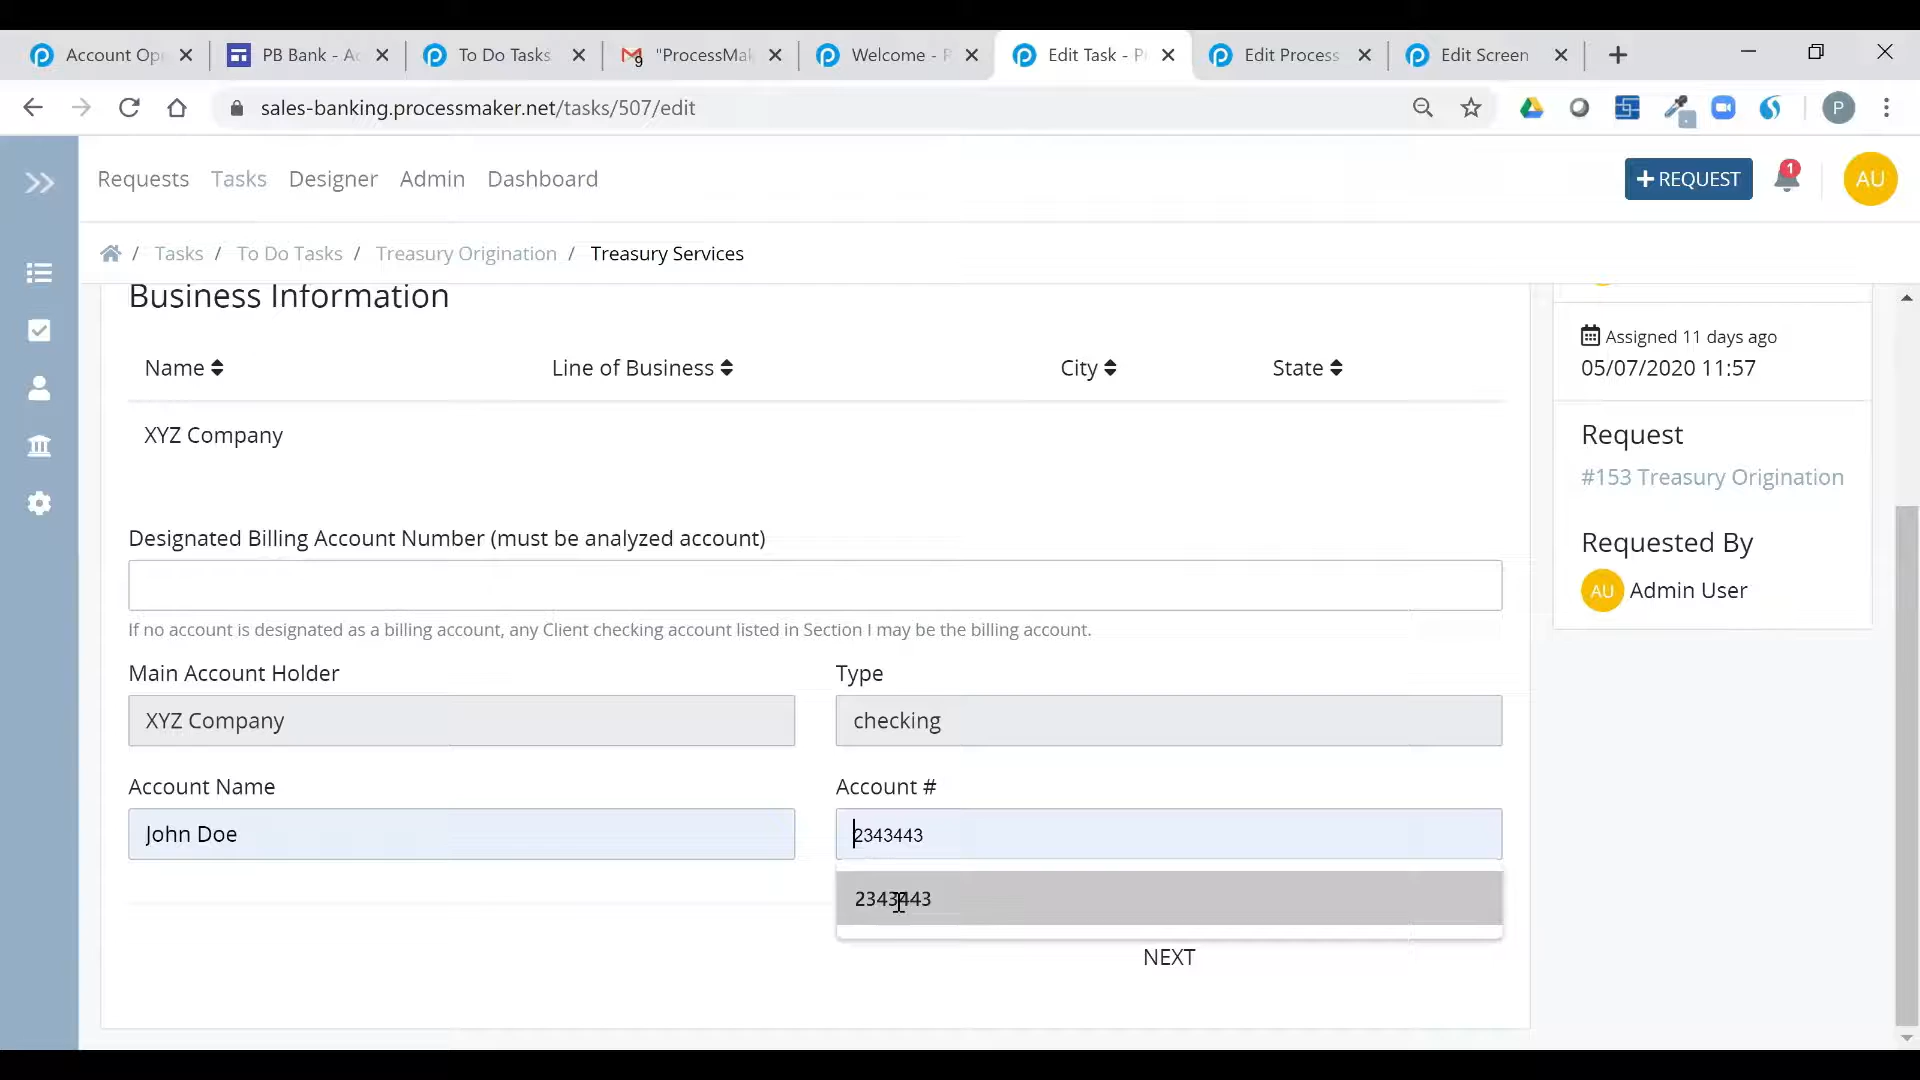 Account Op
PB Bank - Ac
To Do Tasks
9
"ProcessMak
Welcome - P
Edit Task - P
Edit Process
Edit Screen
sales-banking.processmaker.net/tasks/507/edit
P
Requests Tasks Designer Admin Dashboard
+ REQUEST
1
AU
/ Tasks / To Do Tasks / Treasury Origination / Treasury Services
Business Information
Name Line of Business City State
XYZ Company
Designated Billing Account Number (must be analyzed account)
If no account is designated as a billing account, any Client checking account listed in Section I may be the billing account.
Main Account Holder
Type
XYZ Company
checking
Account Name
Account #
John Doe
2343443
2343443
NEXT
Assigned 11 days ago
05/07/2020 11:57
Request
#153 Treasury Origination
Requested By
AU Admin User